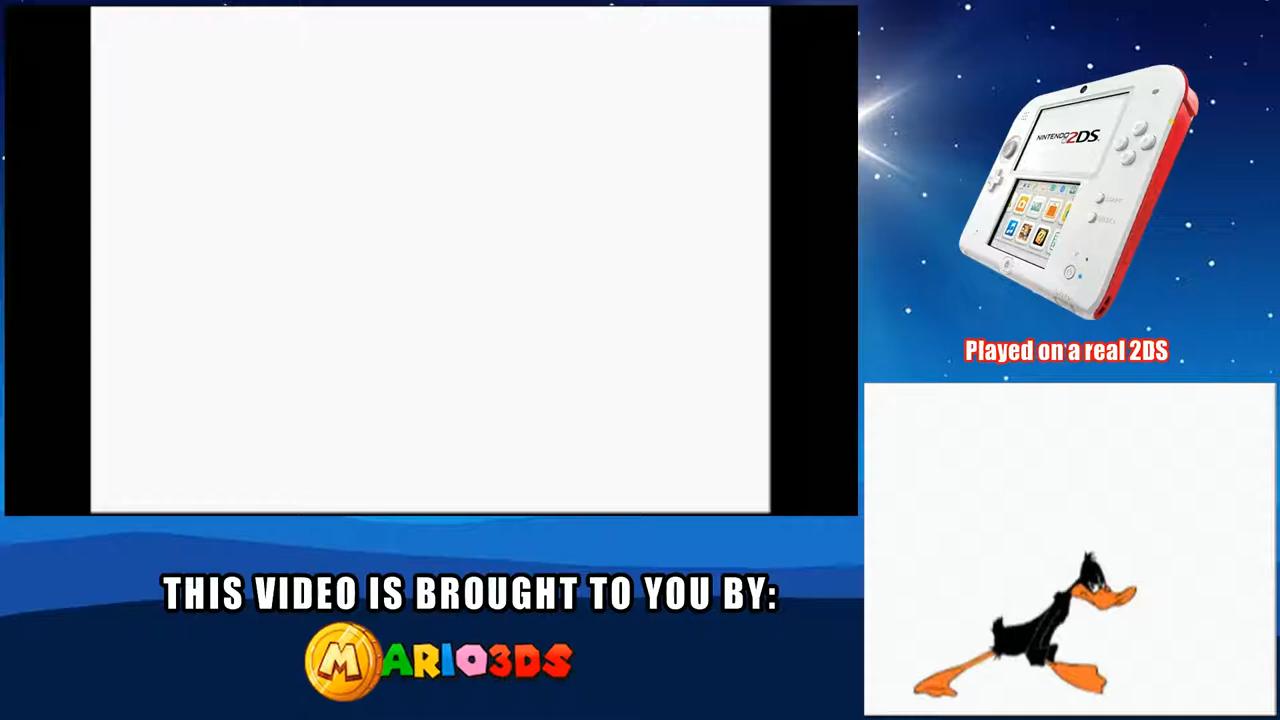 NINTENDO 2DS
Played on a real 2DS
THIS VIDEO IS BROUGHT TO YOU BY:
MARIO3DS